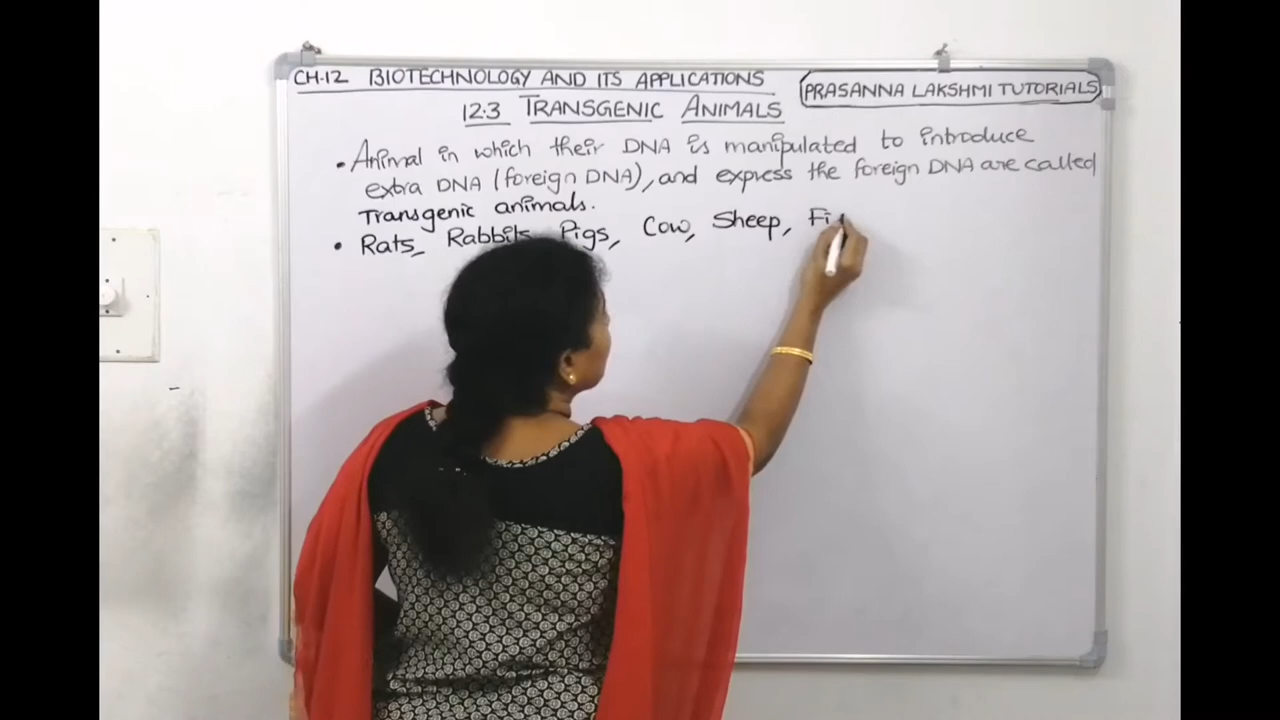 CH.12 BIOTECHNOLOGY AND ITS APPLICATIONS
PRASANNA LAKSHMI TUTORIALS
12.3 TRANSGENIC ANIMALS
• Animal in which their DNA is manipulated to introduce
extra DNA (foreign DNA), and express the foreign DNA are called
Transgenic animals.
• Rats, Rabbits, Pigs, Cow, Sheep, Fi